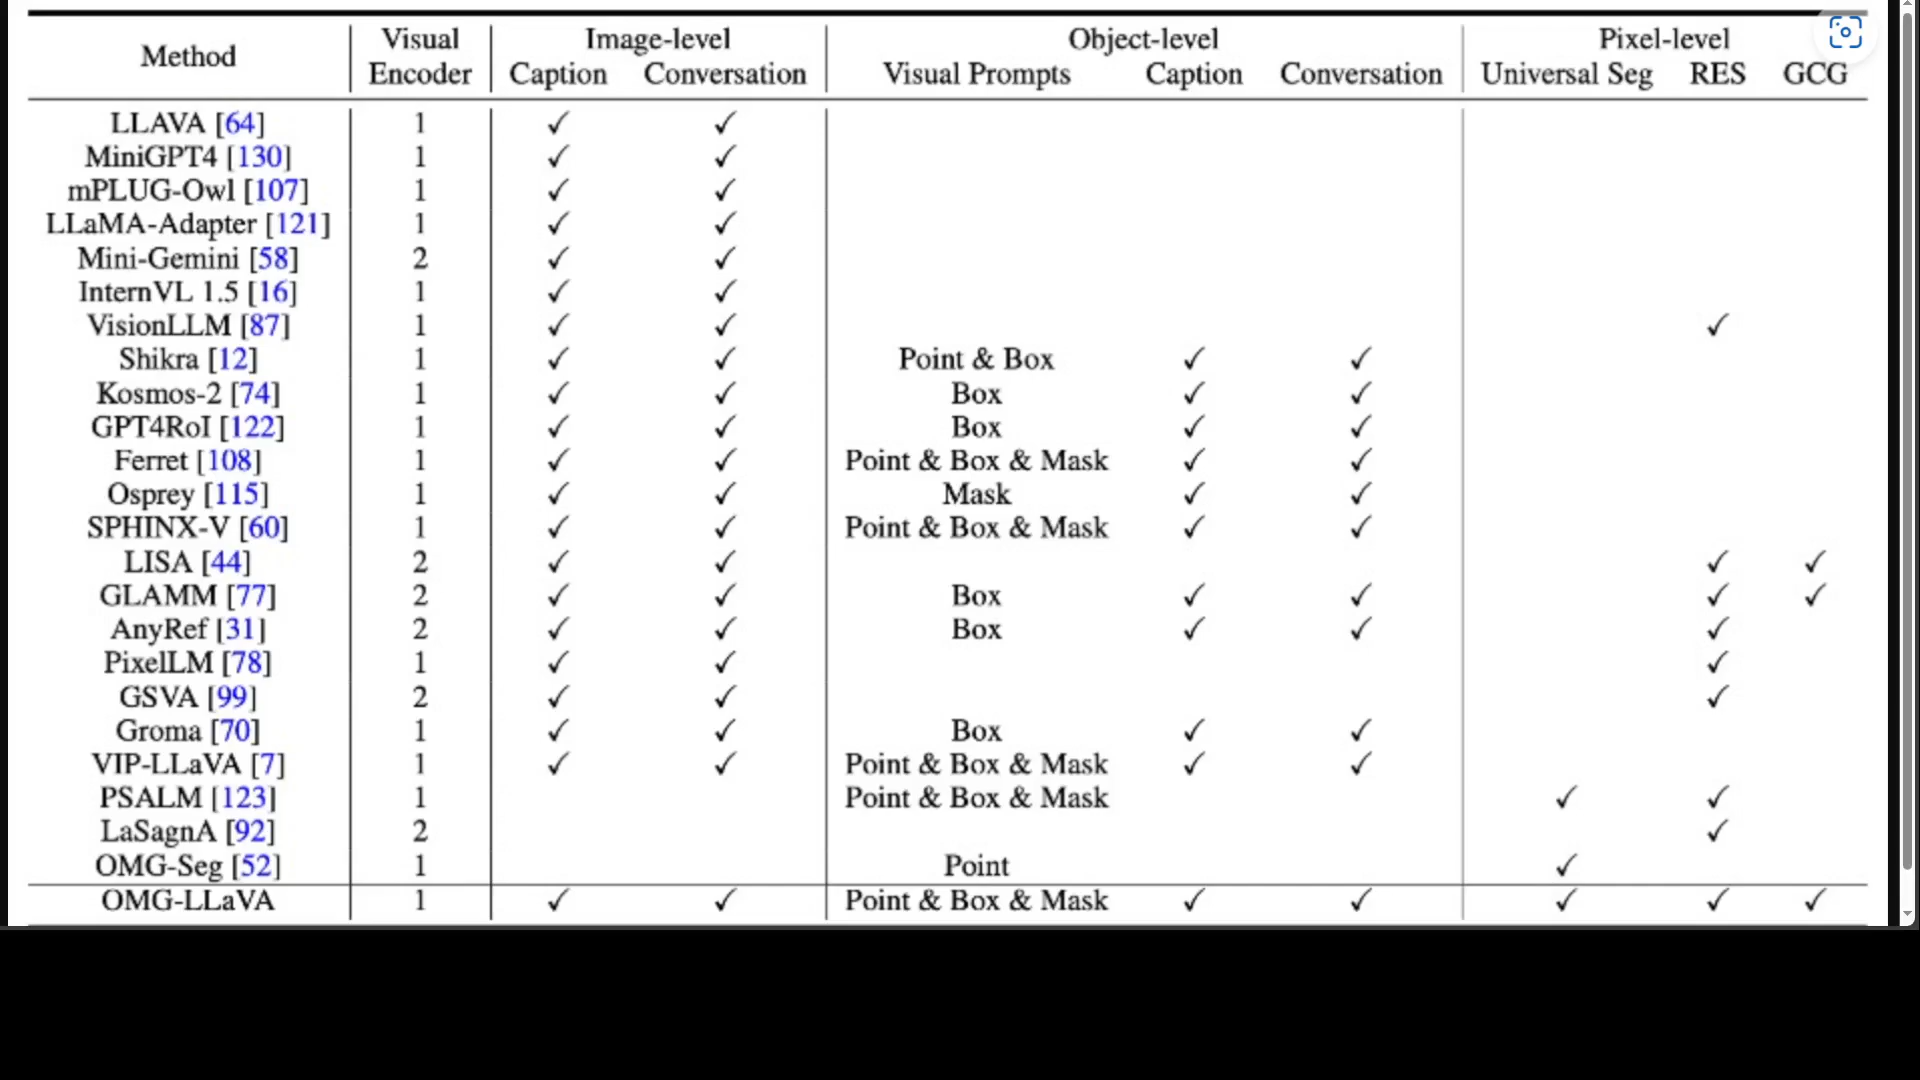 Method Visual Encoder Image-level Object-level Pixel-level
Caption Conversation Visual Prompts Caption Conversation Universal Seg RES GCG
LLAVA [64] 1 ✓ ✓
MiniGPT4 [130] 1 ✓ ✓
mPLUG-Owl [107] 1 ✓ ✓
LLaMA-Adapter [121] 1 ✓ ✓
Mini-Gemini [58] 2 ✓ ✓
InternVL 1.5 [16] 1 ✓ ✓
VisionLLM [87] 1 ✓ ✓ ✓
Shikra [12] 1 ✓ ✓ Point & Box ✓ ✓
Kosmos-2 [74] 1 ✓ ✓ Box ✓ ✓
GPT4RoI [122] 1 ✓ ✓ Box ✓ ✓
Ferret [108] 1 ✓ ✓ Point & Box & Mask ✓ ✓
Osprey [115] 1 ✓ ✓ Mask ✓ ✓
SPHINX-V [60] 1 ✓ ✓ Point & Box & Mask ✓ ✓
LISA [44] 2 ✓ ✓ ✓ ✓
GLAMM [77] 2 ✓ ✓ Box ✓ ✓ ✓ ✓
AnyRef [31] 2 ✓ ✓ Box ✓ ✓ ✓
PixelLM [78] 1 ✓ ✓ ✓
GSVA [99] 2 ✓ ✓ ✓
Groma [70] 1 ✓ ✓ Box ✓ ✓
VIP-LLaVA [7] 1 ✓ ✓ Point & Box & Mask ✓ ✓
PSALM [123] 1 Point & Box & Mask ✓ ✓
LaSagnA [92] 2 ✓
OMG-Seg [52] 1 Point ✓
OMG-LLaVA 1 ✓ ✓ Point & Box & Mask ✓ ✓ ✓ ✓ ✓